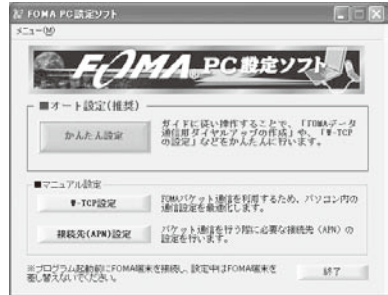 FOMA PC設定ソフト
メニュー(M)
FOMA PC設定ソフト
■オート設定(推奨)
かんたん設定
ガイドに従い操作することで、「FOMAデータ
通信用ダイヤルアップの作成」や、「W-TCP
の設定」などをかんたんに行います。
■マニュアル設定
W-TCP設定
FOMAパケット通信を利用するため、パソコン内の
通信設定を最適化します。
接続先(APN)設定
パケット通信を行う際に必要な接続先(APN)の
設定を行います。
※プログラム起動前にFOMA端末を接続し、設定中はFOMA端末を
差し替えないでください。
終了